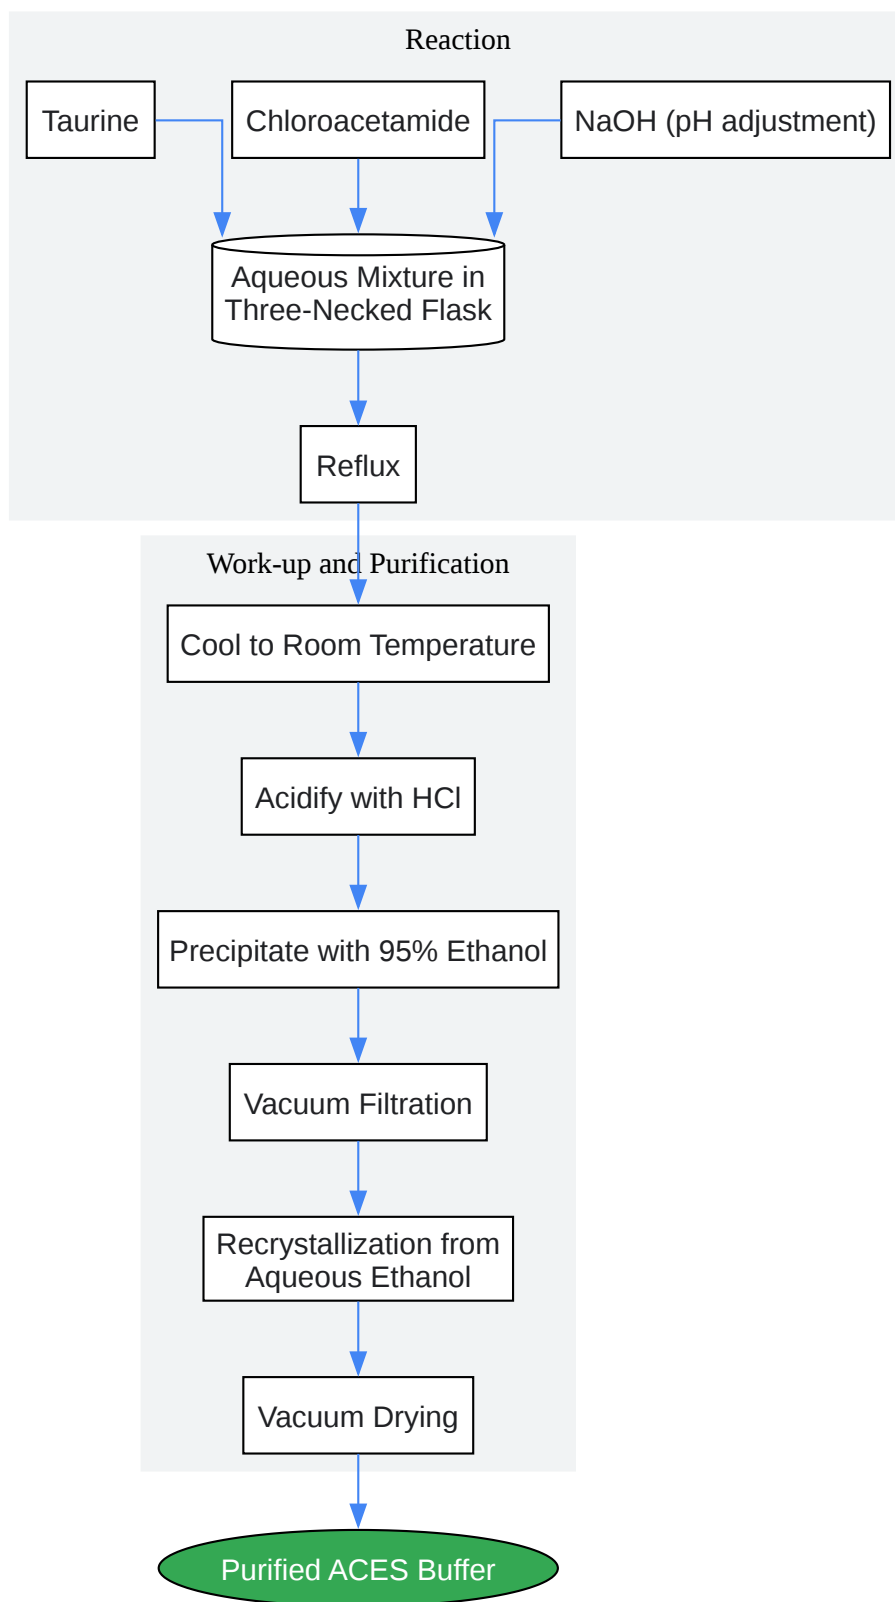 Reaction
Taurine
Chloroacetamide
NaOH (pH adjustment)
Aqueous Mixture in
Three-Necked Flask
Reflux
Work-up and Purification
Cool to Room Temperature
Acidify with HCl
Precipitate with 95% Ethanol
Vacuum Filtration
Recrystallization from
Aqueous Ethanol
Vacuum Drying
Purified ACES Buffer